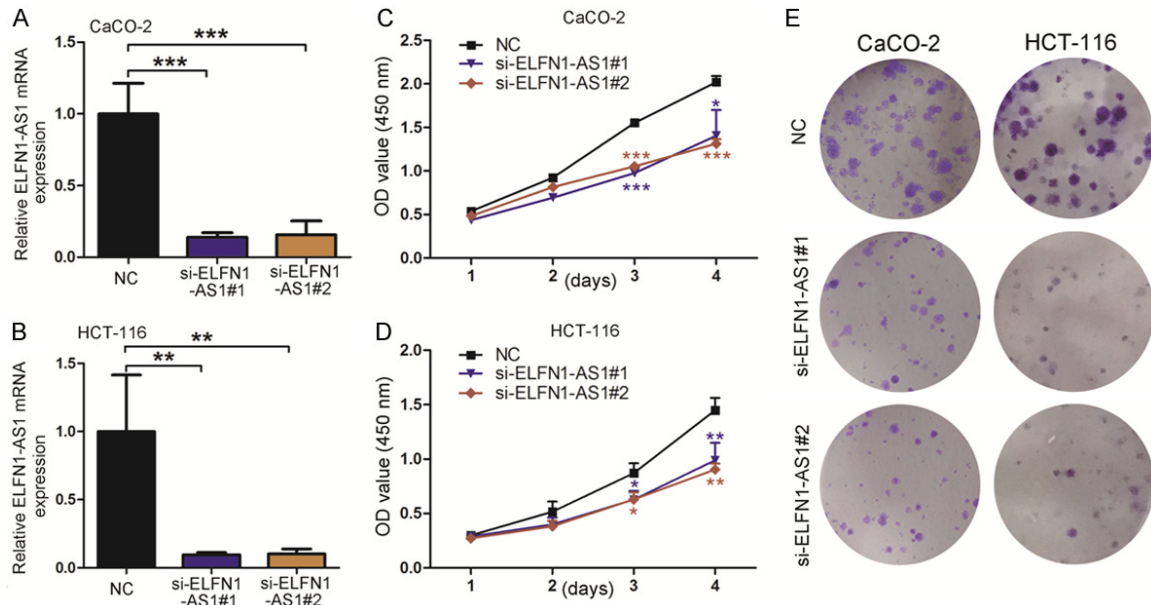 A
CaCO-2
Relative ELFN1-AS1 mRNA
expression
1.5
1.0
0.5
0.0
***
***
NC
si-ELFN1
-AS1#1
si-ELFN1
-AS1#2
B
HCT-116
Relative ELFN1-AS1 mRNA
expression
1.5
1.0
0.5
0.0
**
**
NC
si-ELFN1
-AS1#1
si-ELFN1
-AS1#2
C
CaCO-2
OD value (450 nm)
2.5
2.0
1.5
1.0
0.5
0.0
NC
si-ELFN1-AS1#1
si-ELFN1-AS1#2
*
***
***
***
1 2 (days) 3 4
D
HCT-116
OD value (450 nm)
2.0
1.5
1.0
0.5
0.0
NC
si-ELFN1-AS1#1
si-ELFN1-AS1#2
**
*
**
*
1 2 (days) 3 4
E
CaCO-2 HCT-116
NC
si-ELFN1-AS1#1
si-ELFN1-AS1#2